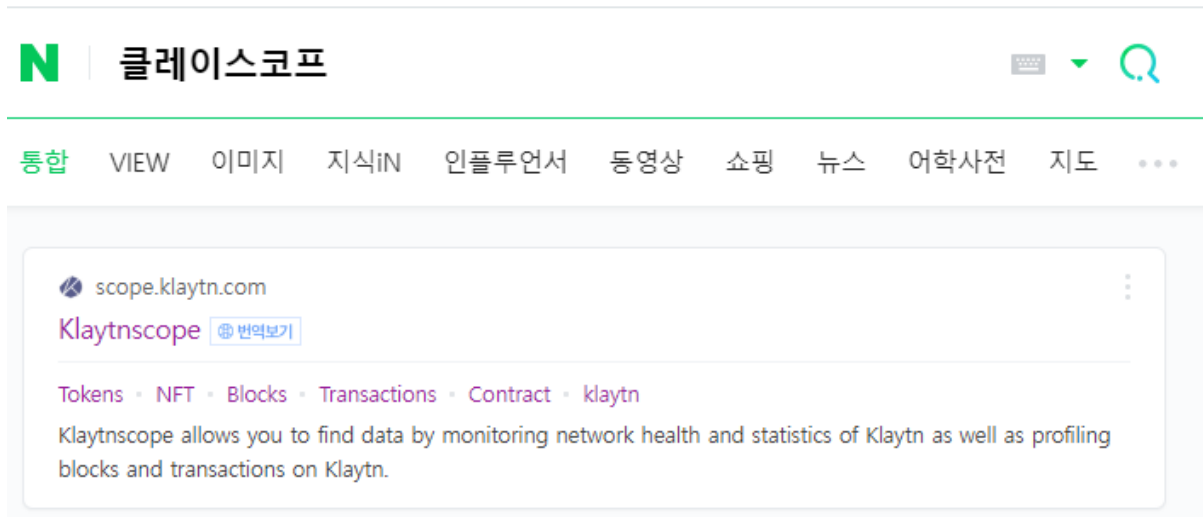 N 클레이스코프
통합 VIEW 이미지 지식iN 인플루언서 동영상 쇼핑 뉴스 어학사전 지도
scope.klaytn.com
Klaytnscope 번역보기
Tokens · NFT · Blocks · Transactions · Contract · klaytn
Klaytnscope allows you to find data by monitoring network health and statistics of Klaytn as well as profiling
blocks and transactions on Klaytn.